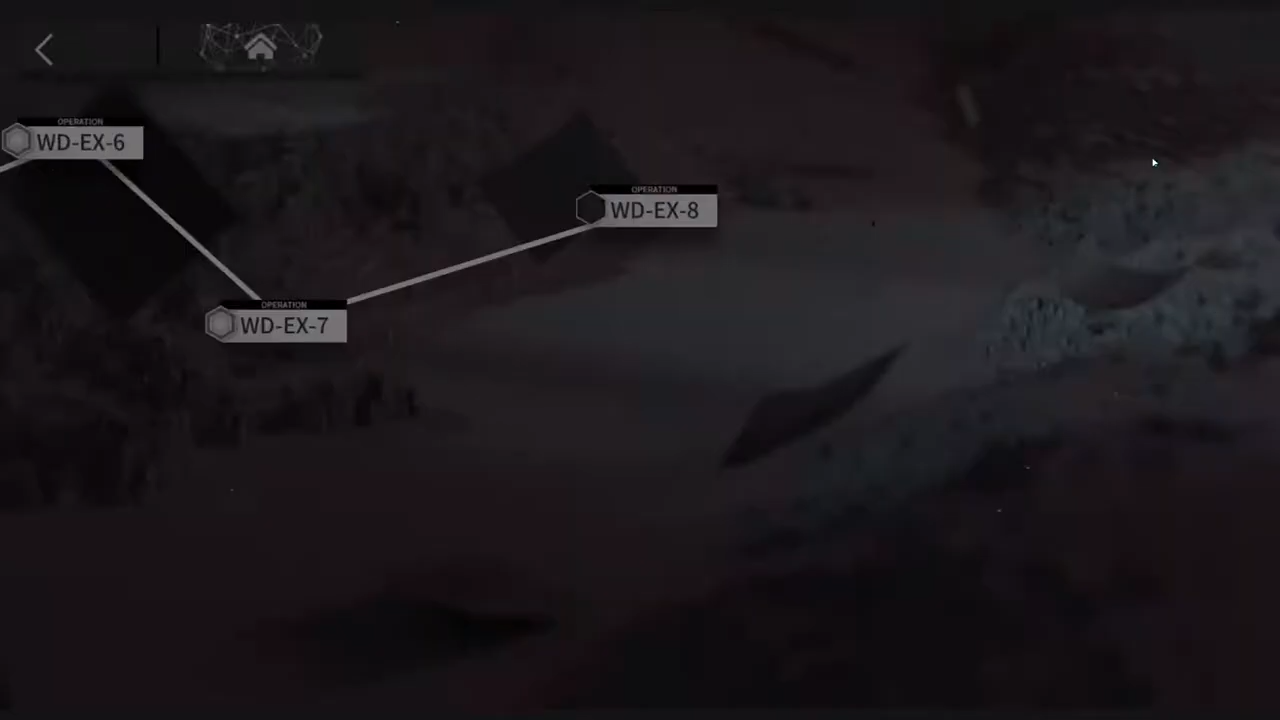 OPERATION
WD-EX-6
OPERATION
WD-EX-8
OPERATION
WD-EX-7